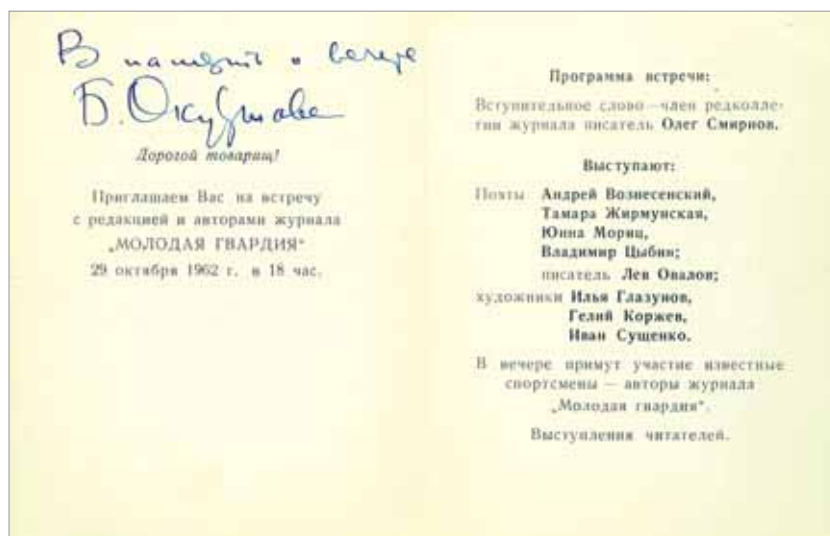 В память о вечере
Б. Окуджава
Дорогой товарищ!
Приглашаем Вас на встречу
с редакцией и авторами журнала
„МОЛОДАЯ ГВАРДИЯ"
29 октября 1962 г. в 18 час.
Программа встречи:
Вступительное слово — член редколле-
гии журнала писатель Олег Смирнов.
Выступают:
Поэты Андрей Вознесенский,
Тамара Жирмунская,
Юнна Мориц,
Владимир Цыбин;
писатель Лев Овалов;
художники Илья Глазунов,
Гелий Коржев,
Иван Сущенко.
В вечере примут участие известные
спортсмены — авторы журнала
„Молодая гвардия".
Выступления читателей.